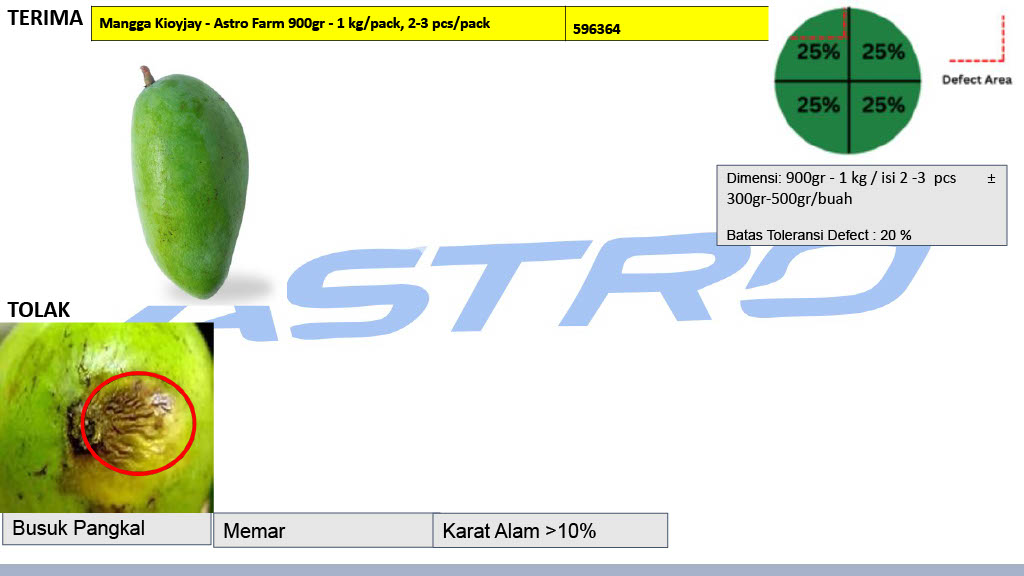 TERIMA
Mangga Kioyjay - Astro Farm 900gr - 1 kg/pack, 2-3 pcs/pack
596364
25% 25%
25% 25%
Defect Area
Dimensi: 900gr - 1 kg / isi 2 -3 pcs ±
300gr-500gr/buah
Batas Toleransi Defect : 20 %
ASTRO
TOLAK
Busuk Pangkal
Memar
Karat Alam >10%